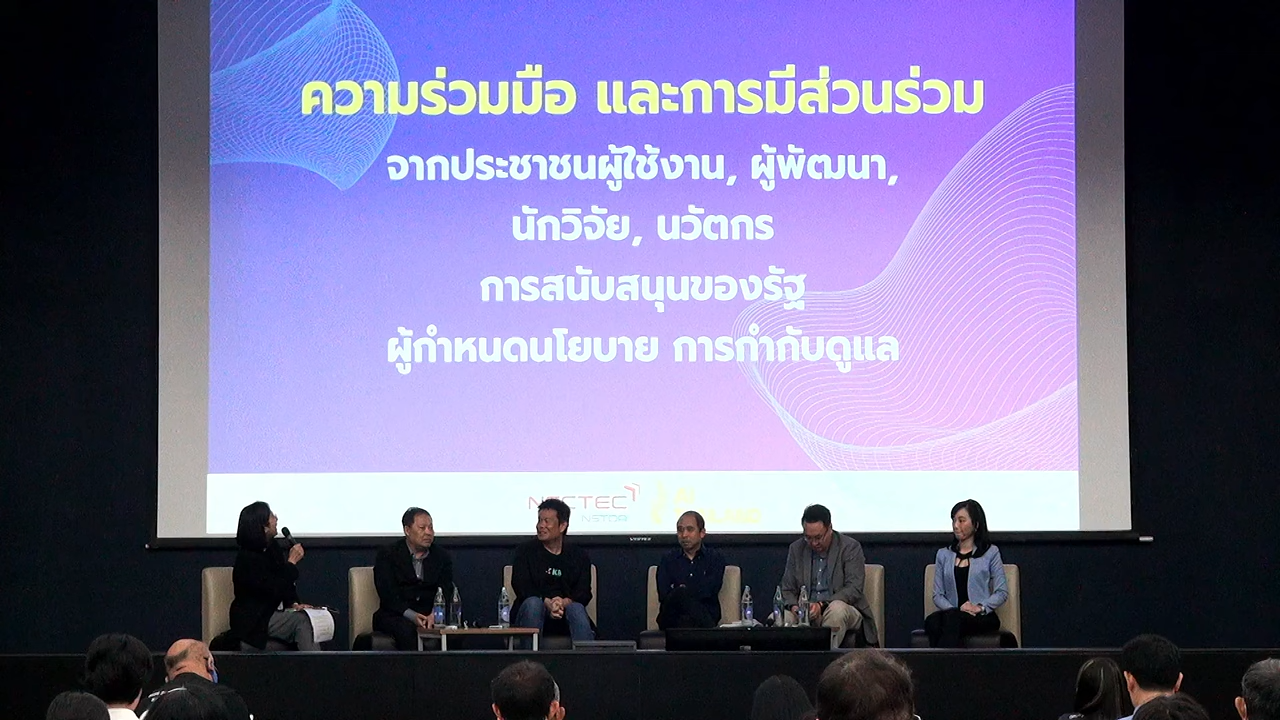 ความร่วมมือ และการมีส่วนร่วม
จากประชาชนผู้ใช้งาน, ผู้พัฒนา,
นักวิจัย, นวัตกร
การสนับสนุนของรัฐ
ผู้กำหนดนโยบาย การกำกับดูแล
NECTEC
NSTDA